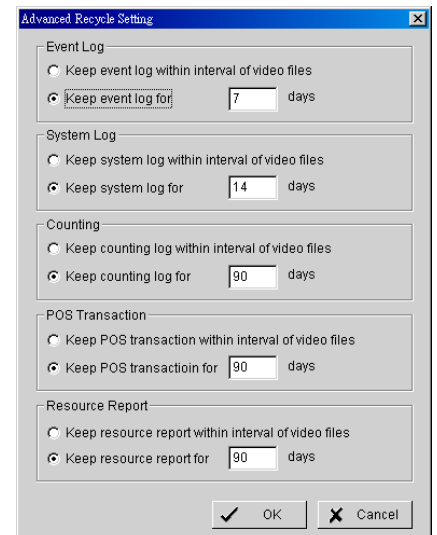 Advanced Recycle Setting
Event Log
Keep event log within interval of video files
Keep event log for 7 days
System Log
Keep system log within interval of video files
Keep system log for 14 days
Counting
Keep counting log within interval of video files
Keep counting log for 90 days
POS Transaction
Keep POS transaction within interval of video files
Keep POS transactioin for 90 days
Resource Report
Keep resource report within interval of video files
Keep resource report for 90 days
OK Cancel